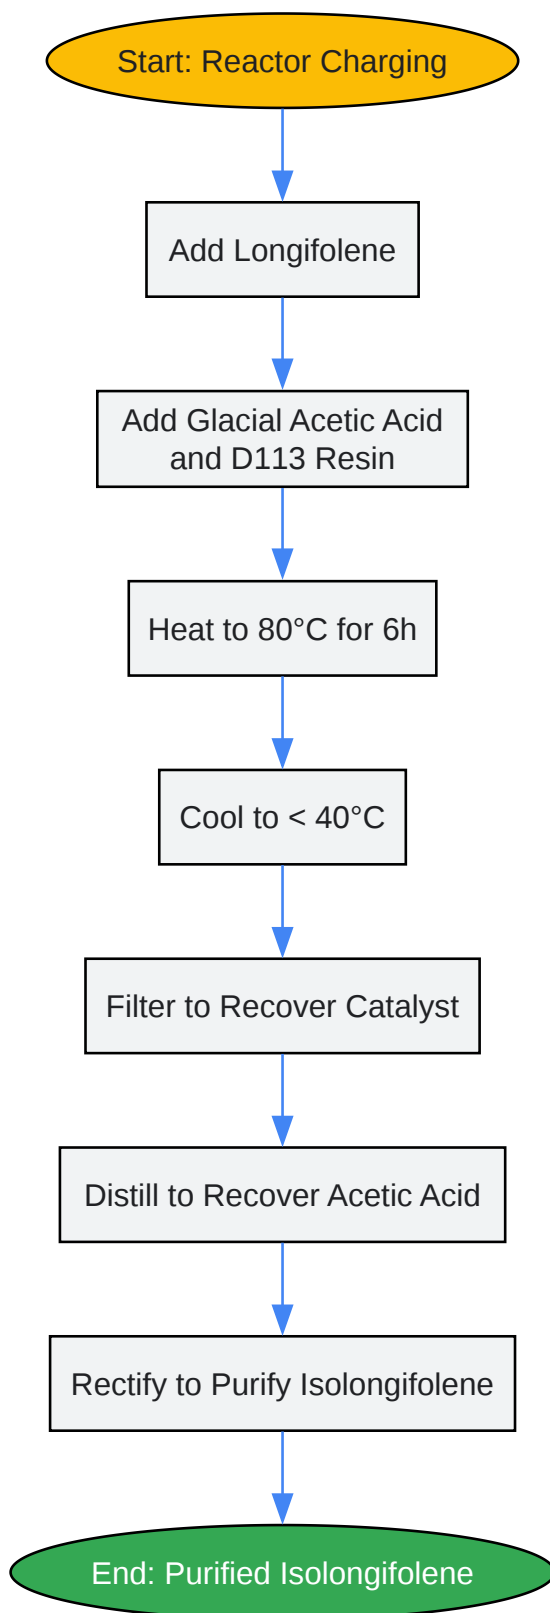 Start: Reactor Charging
Add Longifolene
Add Glacial Acetic Acid
and D113 Resin
Heat to 80°C for 6h
Cool to < 40°C
Filter to Recover Catalyst
Distill to Recover Acetic Acid
Rectify to Purify Isolongifolene
End: Purified Isolongifolene